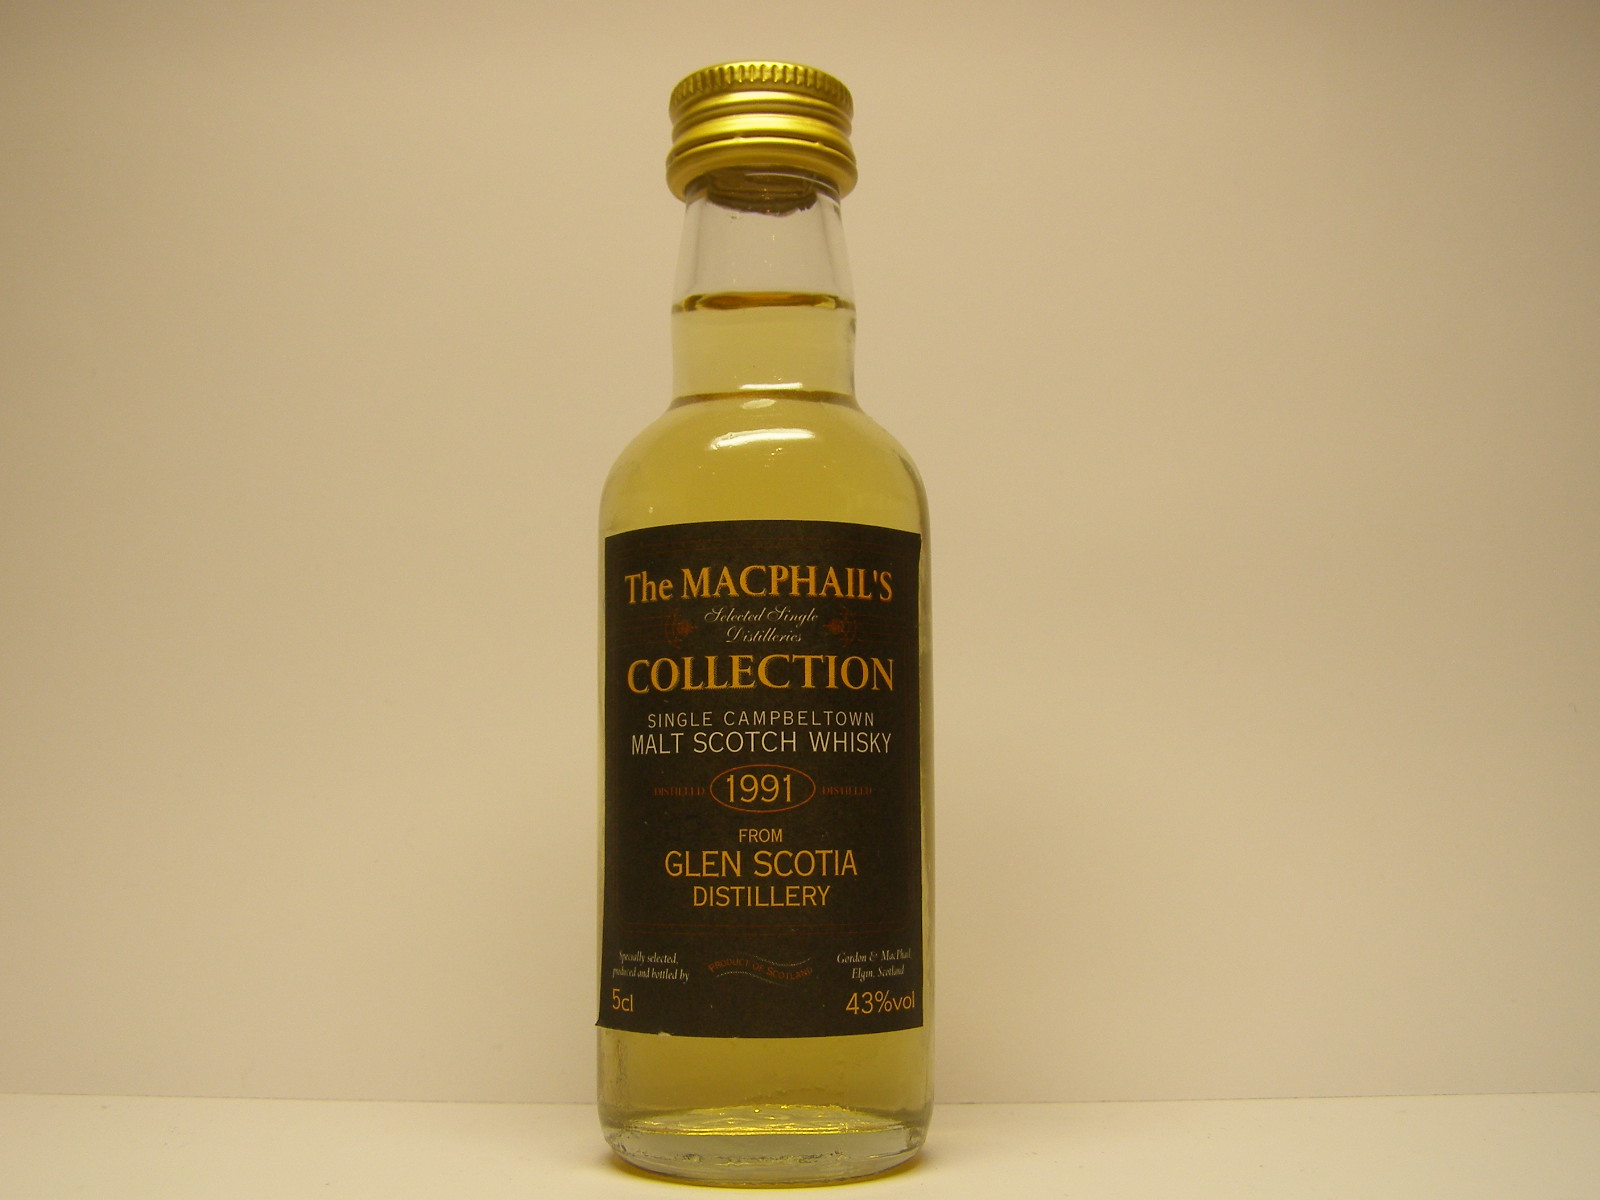 The MACPHAIL'S
Selected Single
Distilleries
COLLECTION
SINGLE CAMPBELTOWN
MALT SCOTCH WHISKY
DISTILLED 1991 DISTILLED
FROM
GLEN SCOTIA
DISTILLERY
Specially selected,
produced and bottled by
PRODUCT OF SCOTLAND
Gordon & MacPhail,
Elgin, Scotland
5cl
43%vol